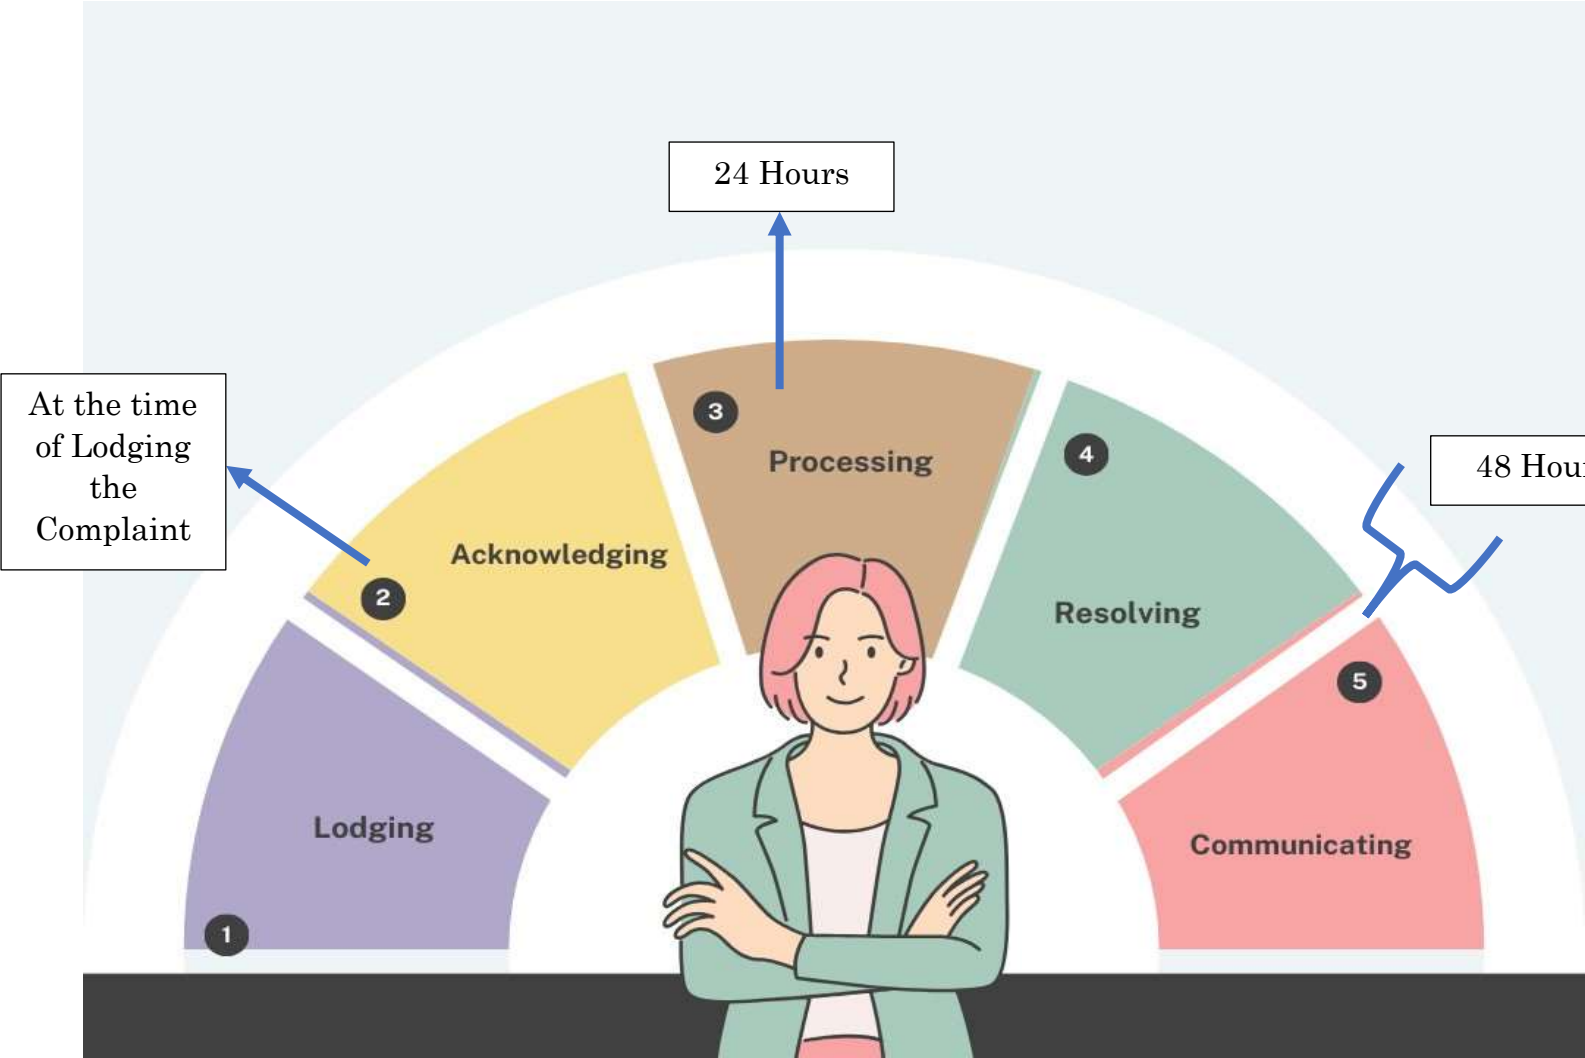 24 Hours
At the time
of Lodging
the
Complaint
48
3
Processing
4
2
Acknowledging
Resolving
5
1
Lodging
Communicating